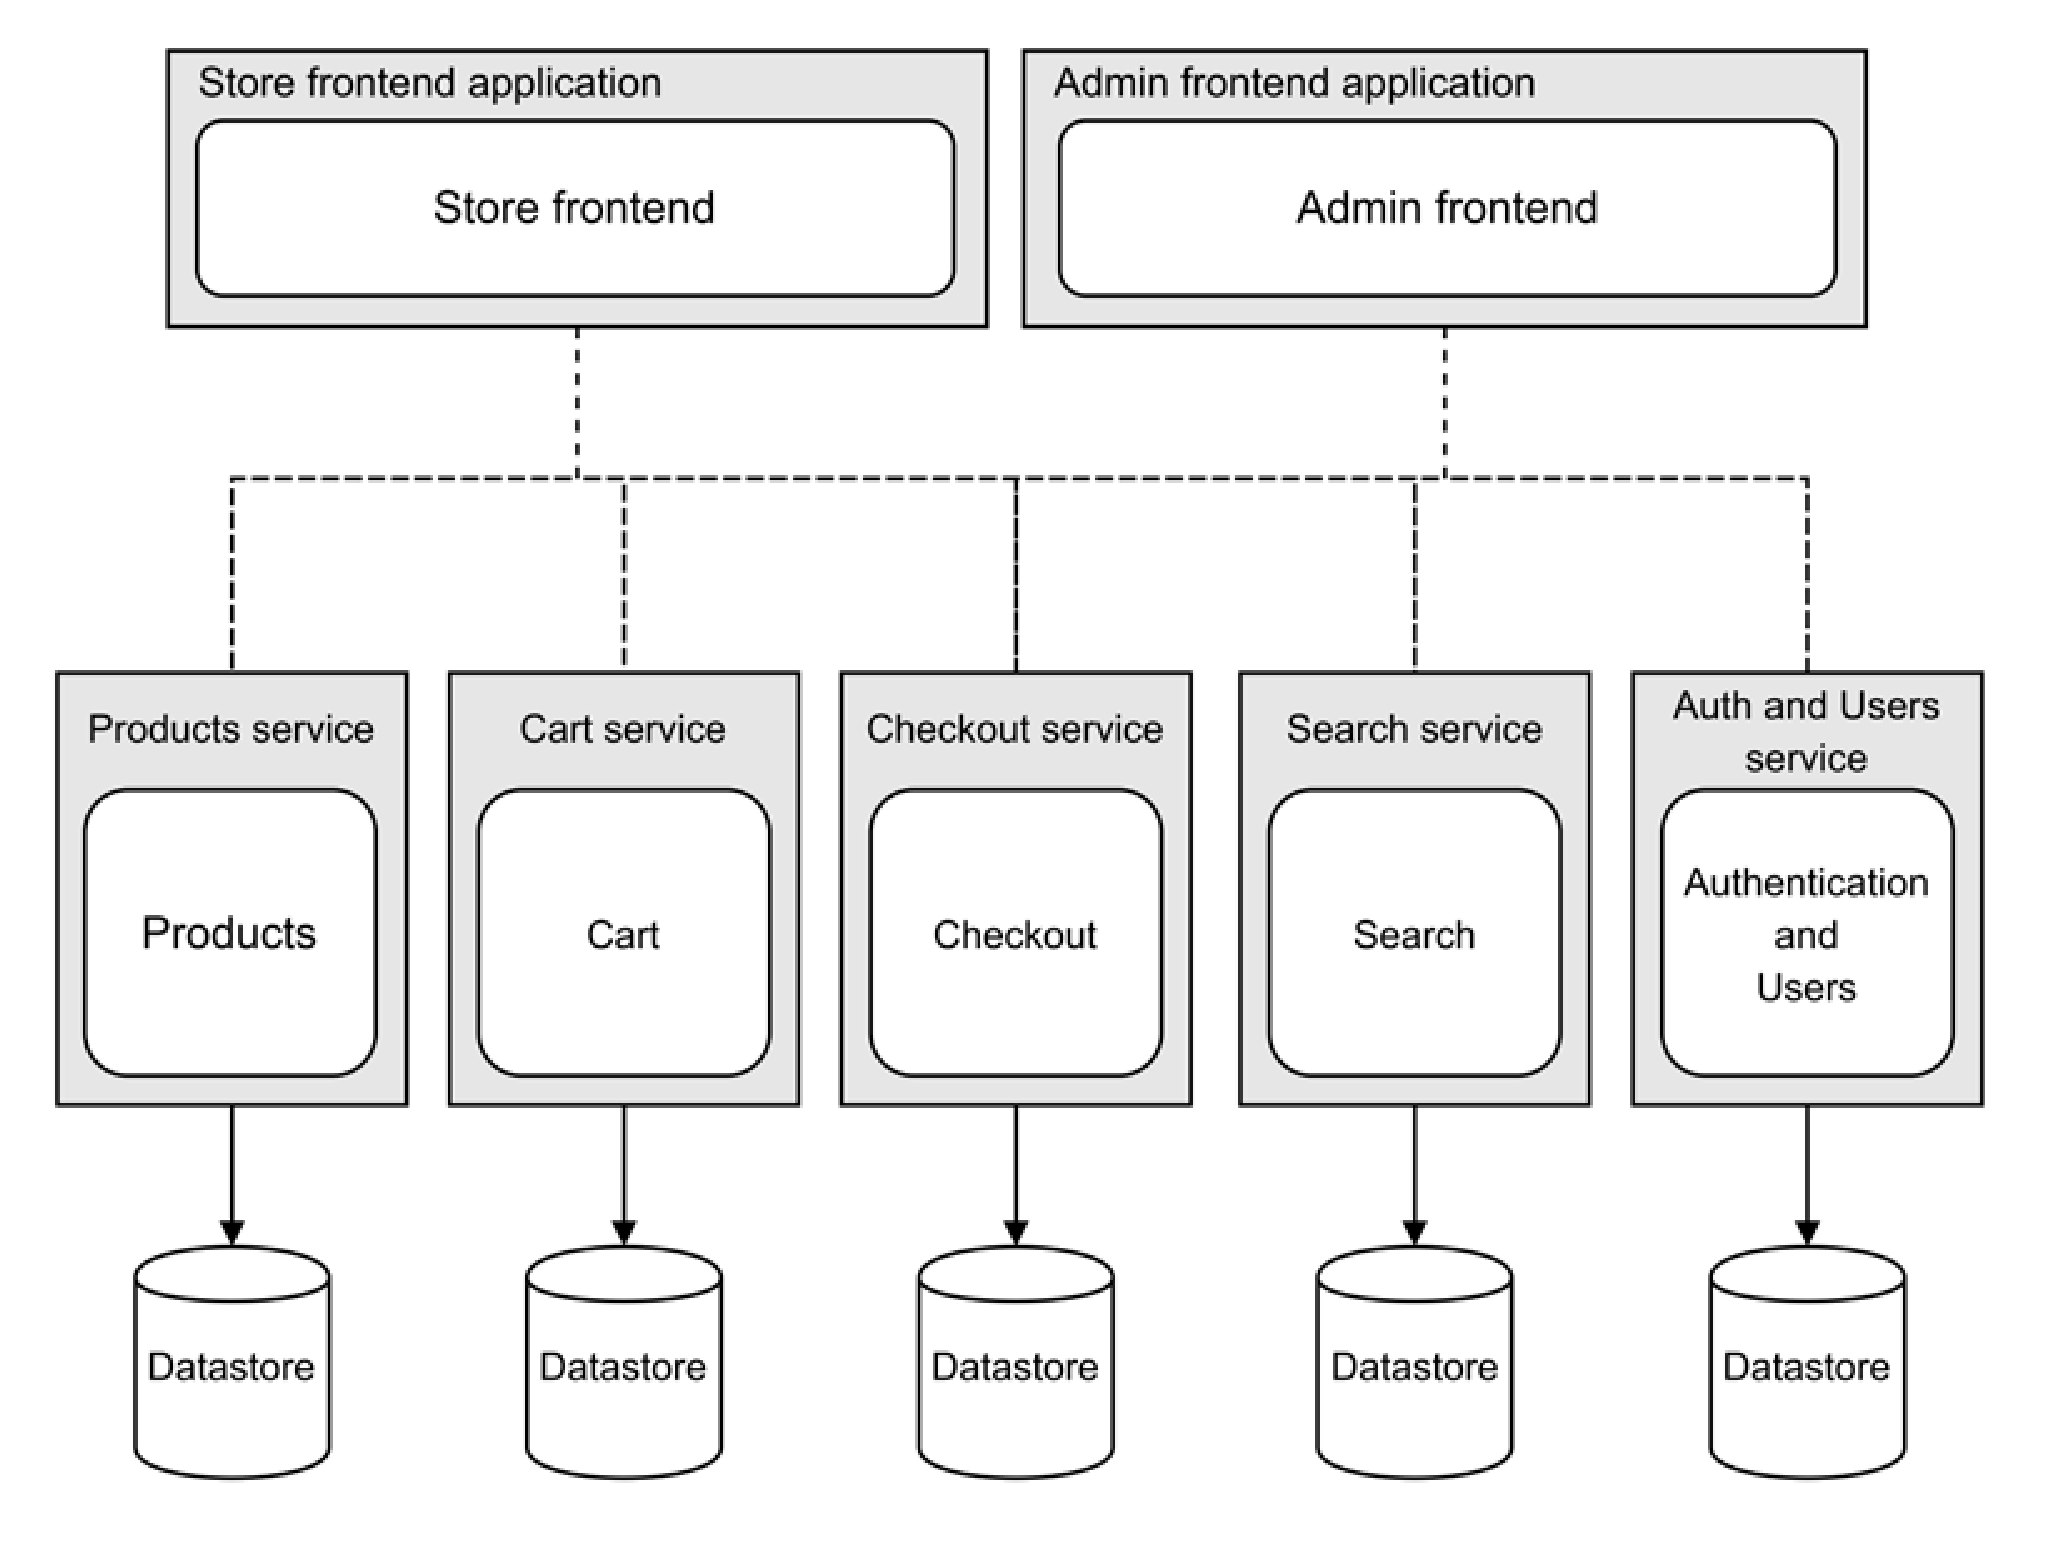 Store frontend application
Store frontend
Admin frontend application
Admin frontend
Products service
Products
Cart service
Cart
Checkout service
Checkout
Search service
Search
Auth and Users
service
Authentication
and
Users
Datastore
Datastore
Datastore
Datastore
Datastore